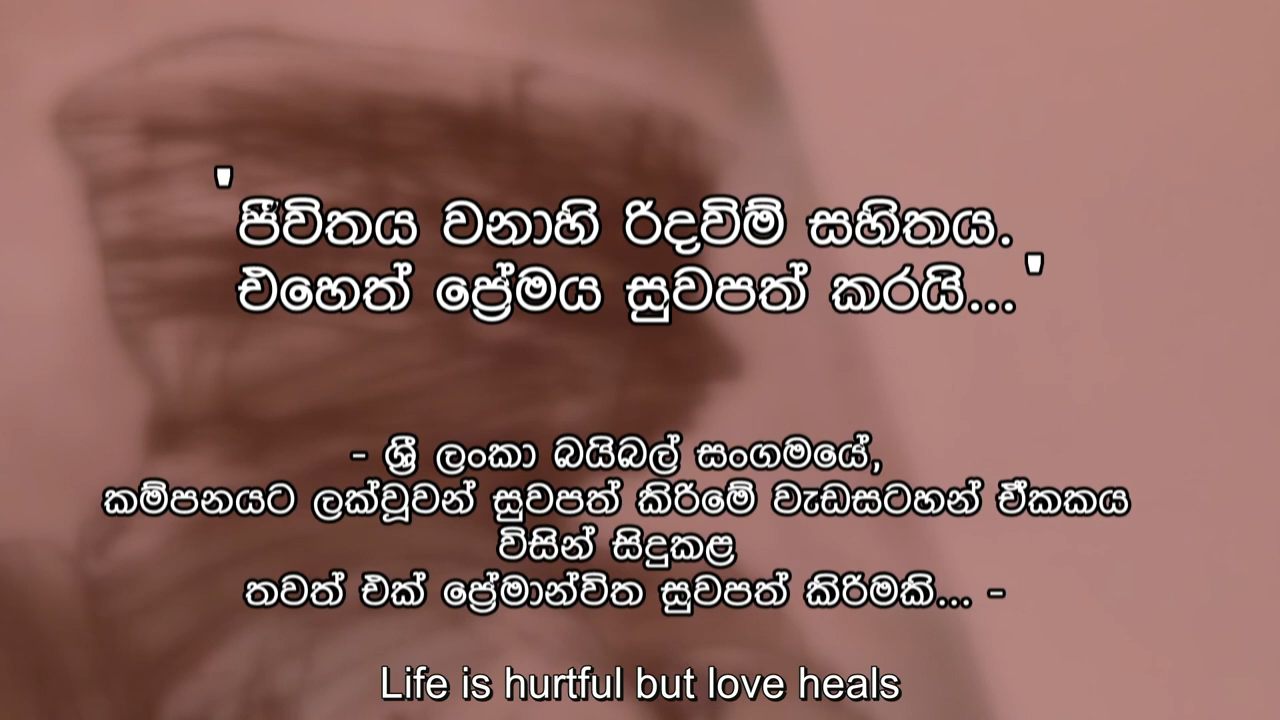 'ජීවිතය වනාහි රිදවිම් සහිතය.
එහෙත් ප්‍රේමය සුවපත් කරයි...'
- ශ්‍රී ලංකා බයිබල් සංගමයේ,
කම්පනයට ලක්වූවන් සුවපත් කිරිමේ වැඩසටහන් ඒකකය
විසින් සිදුකළ
තවත් එක් ප්‍රේමාන්විත සුවපත් කිරිමකි... -
Life is hurtful but love heals